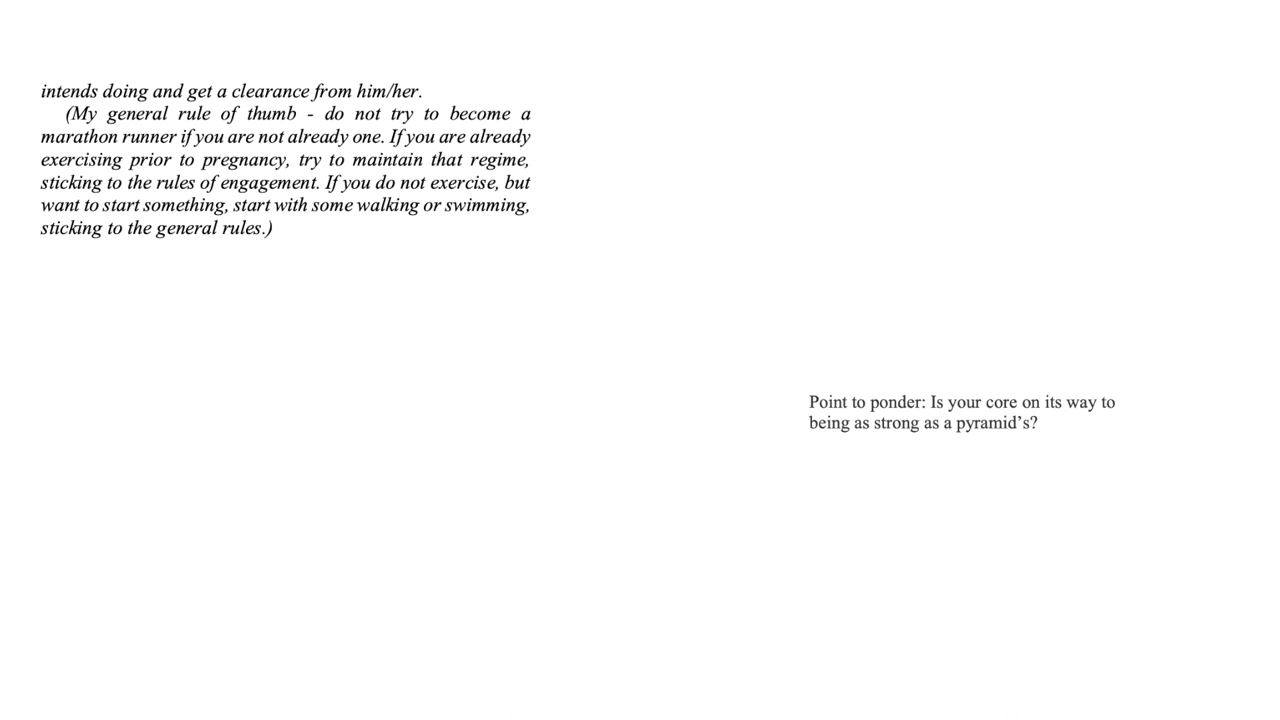 intends doing and get a clearance from him/her.
(My general rule of thumb - do not try to become a
marathon runner if you are not already one. If you are already
exercising prior to pregnancy, try to maintain that regime,
sticking to the rules of engagement. If you do not exercise, but
want to start something, start with some walking or swimming,
sticking to the general rules.)
Point to ponder: Is your core on its way to
being as strong as a pyramid’s?